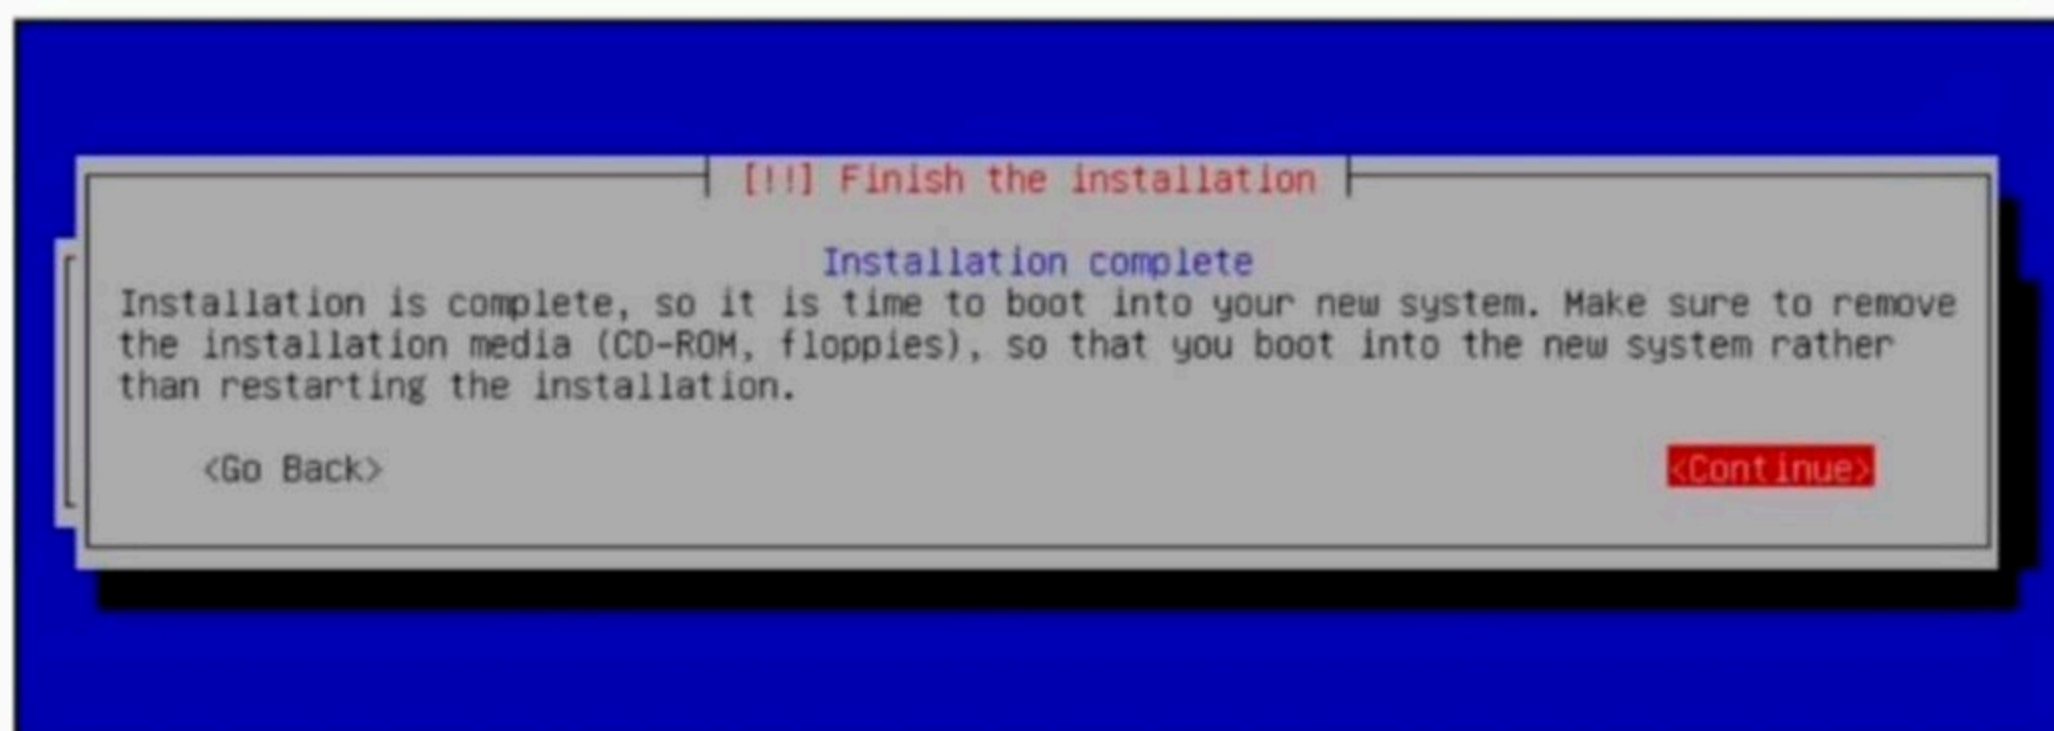 [!!] Finish the installation
Installation complete
Installation is complete, so it is time to boot into your new system. Make sure to remove
the installation media (CD-ROM, floppies), so that you boot into the new system rather
than restarting the installation.
<Go Back> <Continue>